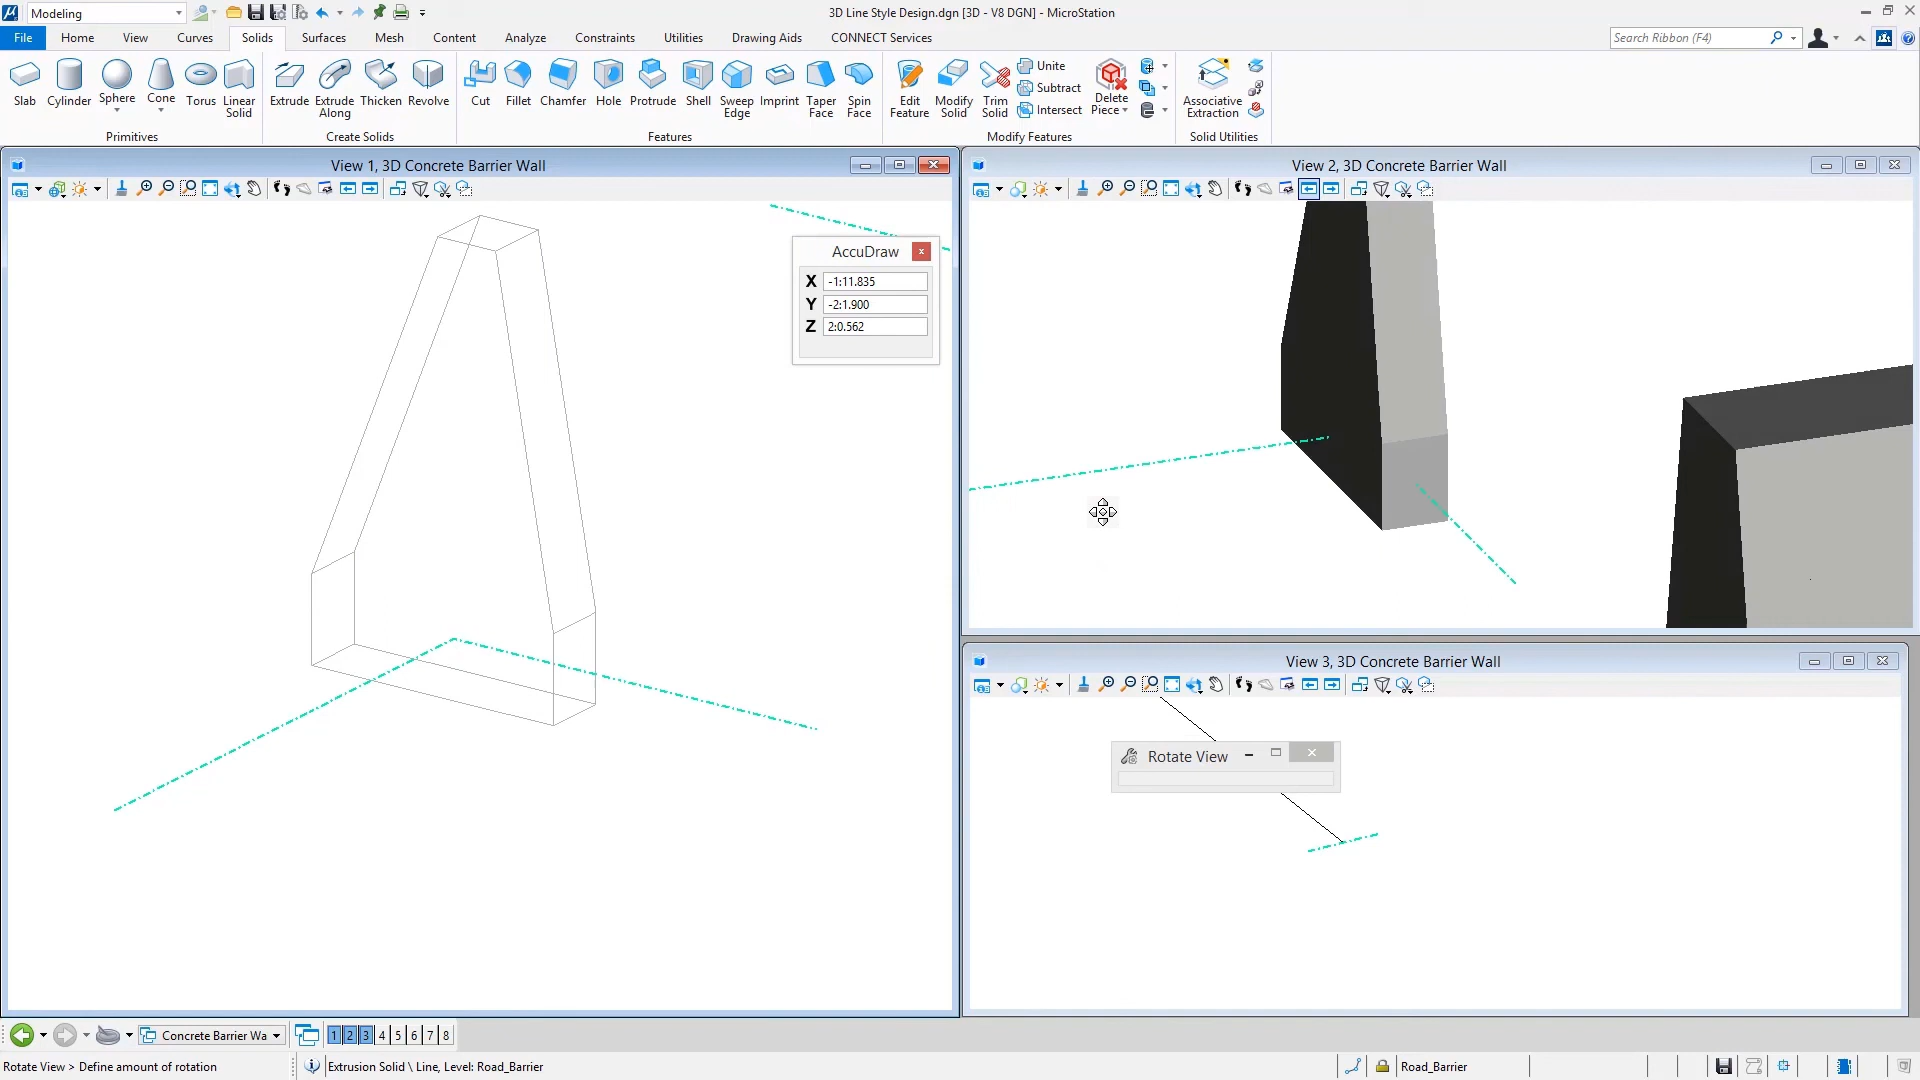 Modeling
3D Line Style Design.dgn [3D - V8 DGN] - MicroStation
File Home View Curves Solids Surfaces Mesh Content Analyze Constraints Utilities Drawing Aids CONNECT Services
Search Ribbon (F4)
Slab Cylinder Sphere Cone Torus Linear Solid
Primitives
Extrude Extrude Along Thicken Revolve
Create Solids
Cut Fillet Chamfer Hole Protrude Shell Sweep Edge Imprint Taper Face Spin Face
Features
Edit Feature Modify Solid Trim Solid
Unite
Subtract
Intersect
Delete Piece
Modify Features
Associative Extraction
Solid Utilities
View 1, 3D Concrete Barrier Wall
AccuDraw
X -1:11.835
Y -2:1.900
Z 2:0.562
View 2, 3D Concrete Barrier Wall
View 3, 3D Concrete Barrier Wall
Rotate View
Concrete Barrier Wa
1 2 3 4 5 6 7 8
Rotate View > Define amount of rotation
Extrusion Solid \ Line, Level: Road_Barrier
Road_Barrier